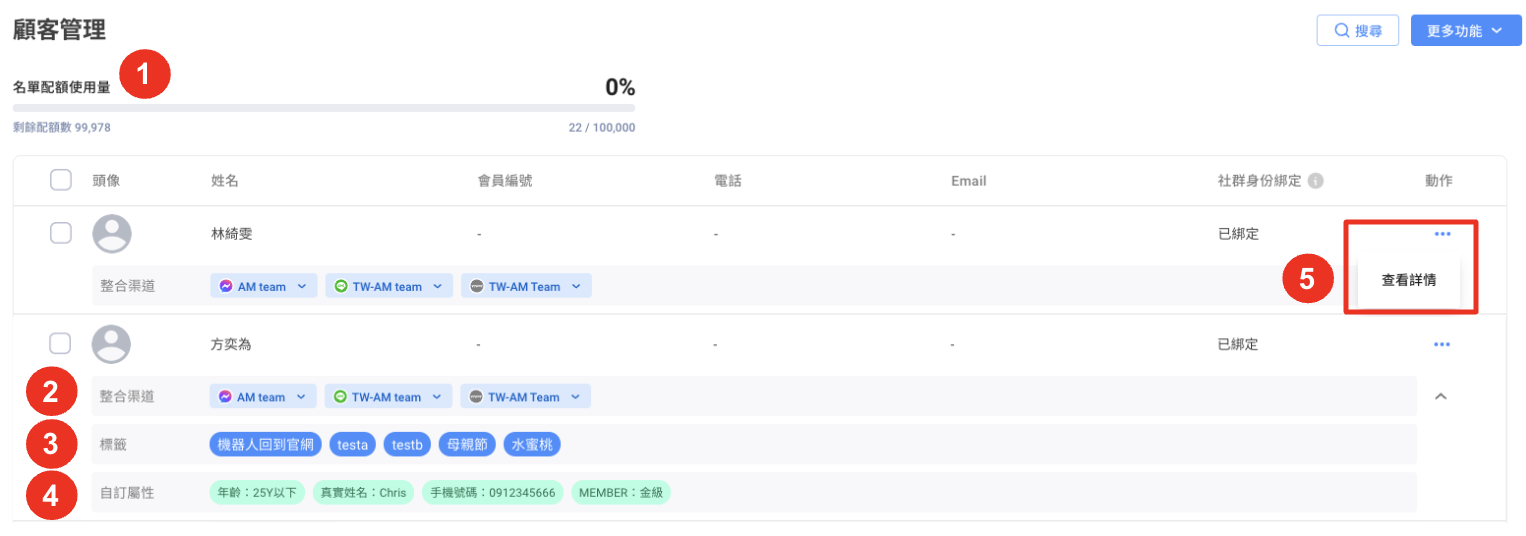 顧客管理
搜尋
更多功能
名單配額使用量
1
0%
剩餘配額數 99,978
22 / 100,000
頭像 姓名 會員編號 電話 Email 社群身份綁定 動作
林綺雯 - - - 已綁定
整合渠道 AM team TW-AM team TW-AM Team
5
查看詳情
方奕為 - - - 已綁定
2
整合渠道 AM team TW-AM team TW-AM Team
3
標籤 機器人回到官網 testa testb 母親節 水蜜桃
4
自訂屬性 年齡：25Y以下 真實姓名：Chris 手機號碼：0912345666 MEMBER：金級